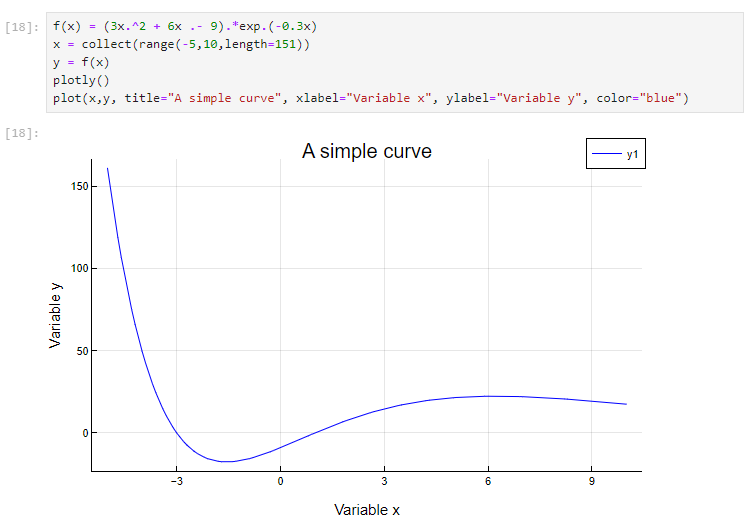 [18]: f(x) = (3x.^2 + 6x .- 9).*exp.(-0.3x)
x = collect(range(-5,10,length=151))
y = f(x)
plotly()
plot(x,y, title="A simple curve", xlabel="Variable x", ylabel="Variable y", color="blue")
[18]:
A simple curve
y1
150
100
50
0
Variable y
−3 0 3 6 9
Variable x